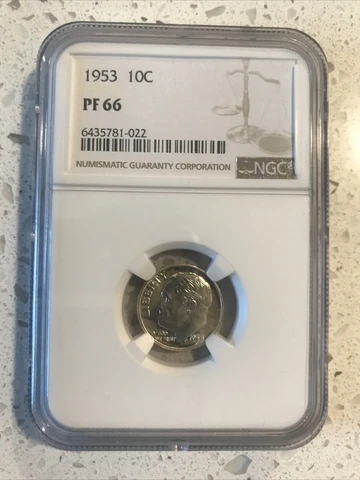 1953 10C
PF 66
6435781-022
NUMISMATIC GUARANTY CORPORATION
NGC
LIBERTY